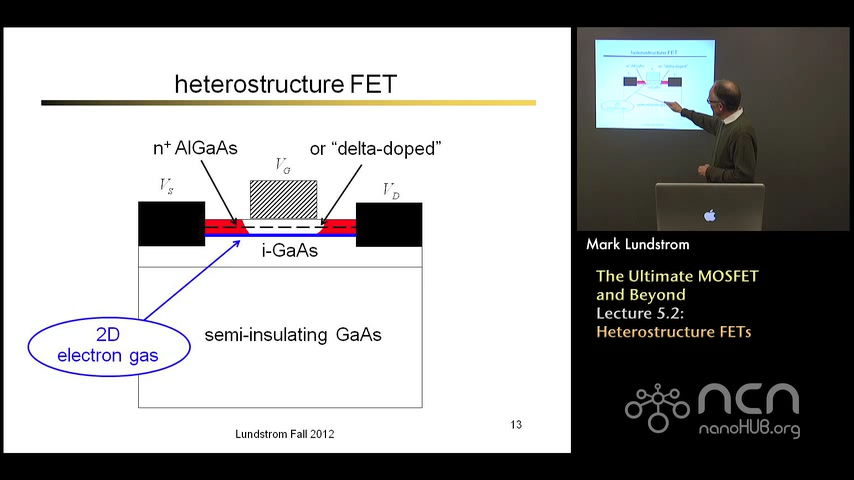 heterostructure FET
n⁺ AlGaAs
or “delta-doped”
V_G
V_S
V_D
i-GaAs
2D
electron gas
semi-insulating GaAs
13
Lundstrom Fall 2012
heterostructure FET
Mark Lundstrom
The Ultimate MOSFET
and Beyond
Lecture 5.2:
Heterostructure FETs
ncn
nanoHUB.org